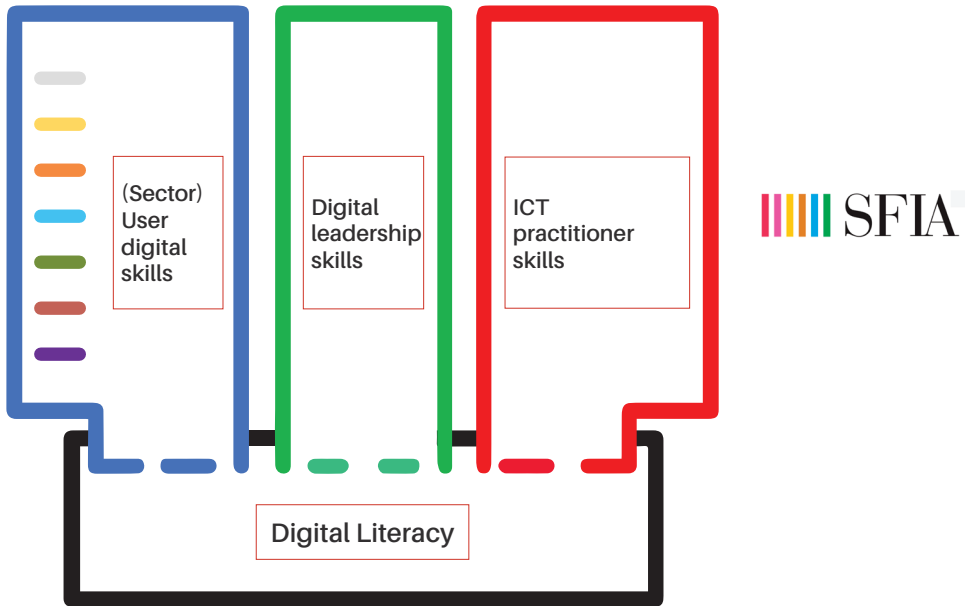 (Sector)
User
digital
skills
Digital
leadership
skills
ICT
practitioner
skills
SFIA
Digital Literacy